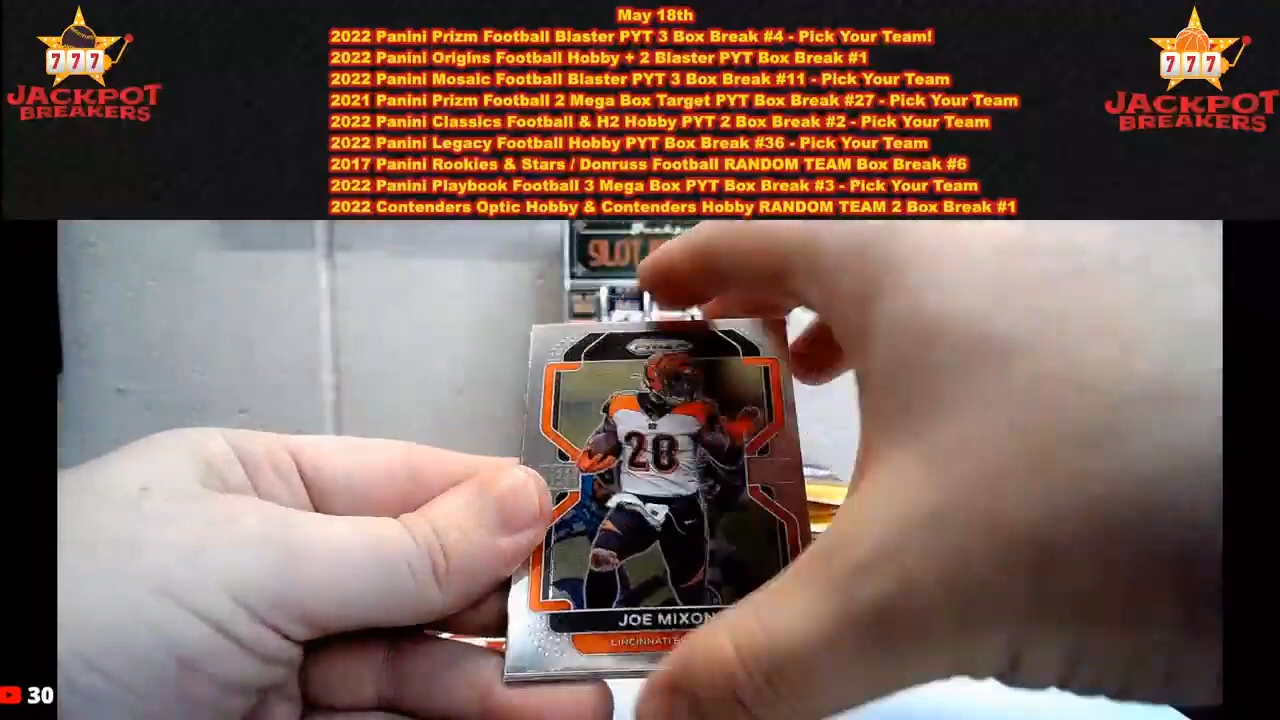 May 18th
2022 Panini Prizm Football Blaster PYT 3 Box Break #4 - Pick Your Team!
2022 Panini Origins Football Hobby + 2 Blaster PYT Box Break #1
2022 Panini Mosaic Football Blaster PYT 3 Box Break #11 - Pick Your Team
2021 Panini Prizm Football 2 Mega Box Target PYT Box Break #27 - Pick Your Team
2022 Panini Classics Football & H2 Hobby PYT 2 Box Break #2 - Pick Your Team
2022 Panini Legacy Football Hobby PYT Box Break #36 - Pick Your Team
2017 Panini Rookies & Stars / Donruss Football RANDOM TEAM Box Break #6
2022 Panini Playbook Football 3 Mega Box PYT Box Break #3 - Pick Your Team
2022 Contenders Optic Hobby & Contenders Hobby RANDOM TEAM 2 Box Break #1
777
JACKPOT
BREAKERS
777
JACKPOT
BREAKERS
SLOT
PRIZM
28
JOE MIXON
CINCINNATI
30